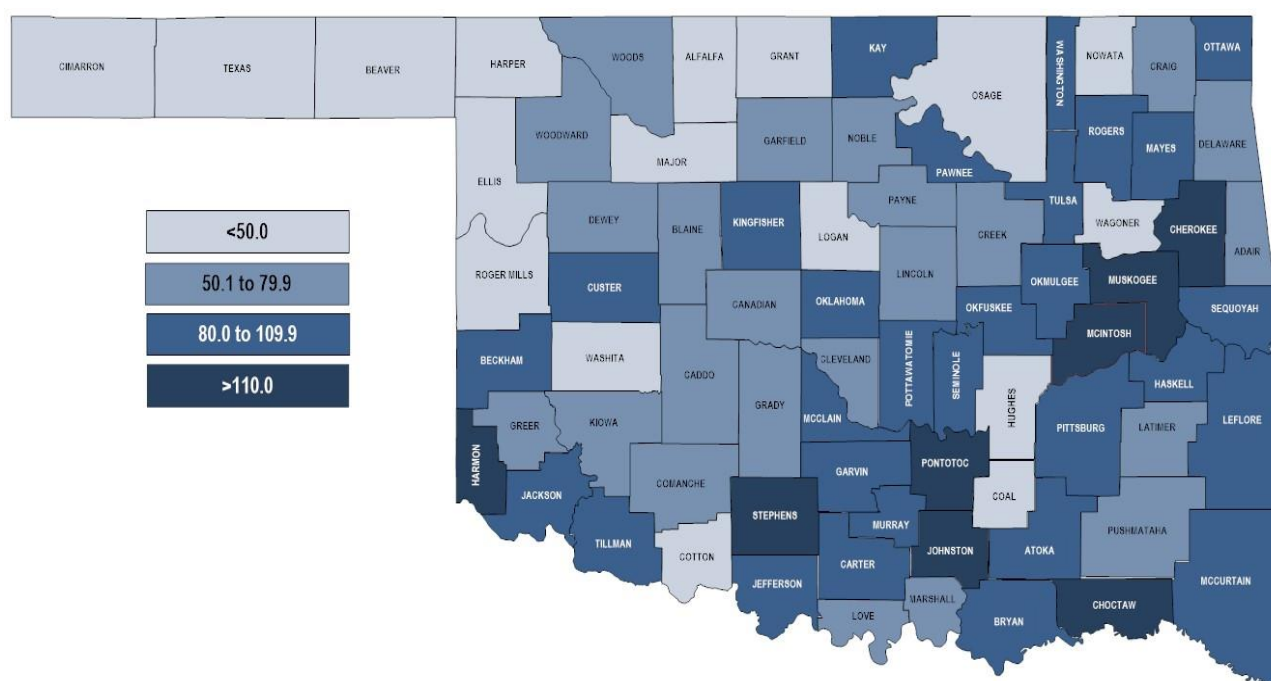 CIMARRON
TEXAS
BEAVER
HARPER
WOODS
ALFALFA
GRANT
KAY
OSAGE
WASHINGTON
NOWATA
CRAIG
OTTAWA
WOODWARD
MAJOR
GARFIELD
NOBLE
PAWNEE
ROGERS
MAYES
DELAWARE
ELLIS
DEWEY
BLAINE
KINGFISHER
LOGAN
PAYNE
CREEK
TULSA
WAGONER
CHEROKEE
ADAIR
<50.0
50.1 to 79.9
80.0 to 109.9
>110.0
ROGER MILLS
CUSTER
CANADIAN
OKLAHOMA
LINCOLN
OKFUSKEE
OKMULGEE
MUSKOGEE
SEQUOYAH
MCINTOSH
BECKHAM
WASHITA
CADDO
GRADY
CLEVELAND
POTTAWATOMIE
SEMINOLE
HUGHES
HASKELL
LEFLORE
MCCLAIN
PITTSBURG
LATIMER
GREER
KIOWA
HARMON
JACKSON
COMANCHE
GARVIN
PONTOTOC
COAL
STEPHENS
MURRAY
PUSHMATAHA
TILLMAN
COTTON
JOHNSTON
ATOKA
JEFFERSON
CARTER
MARSHALL
LOVE
BRYAN
CHOCTAW
MCCURTAIN